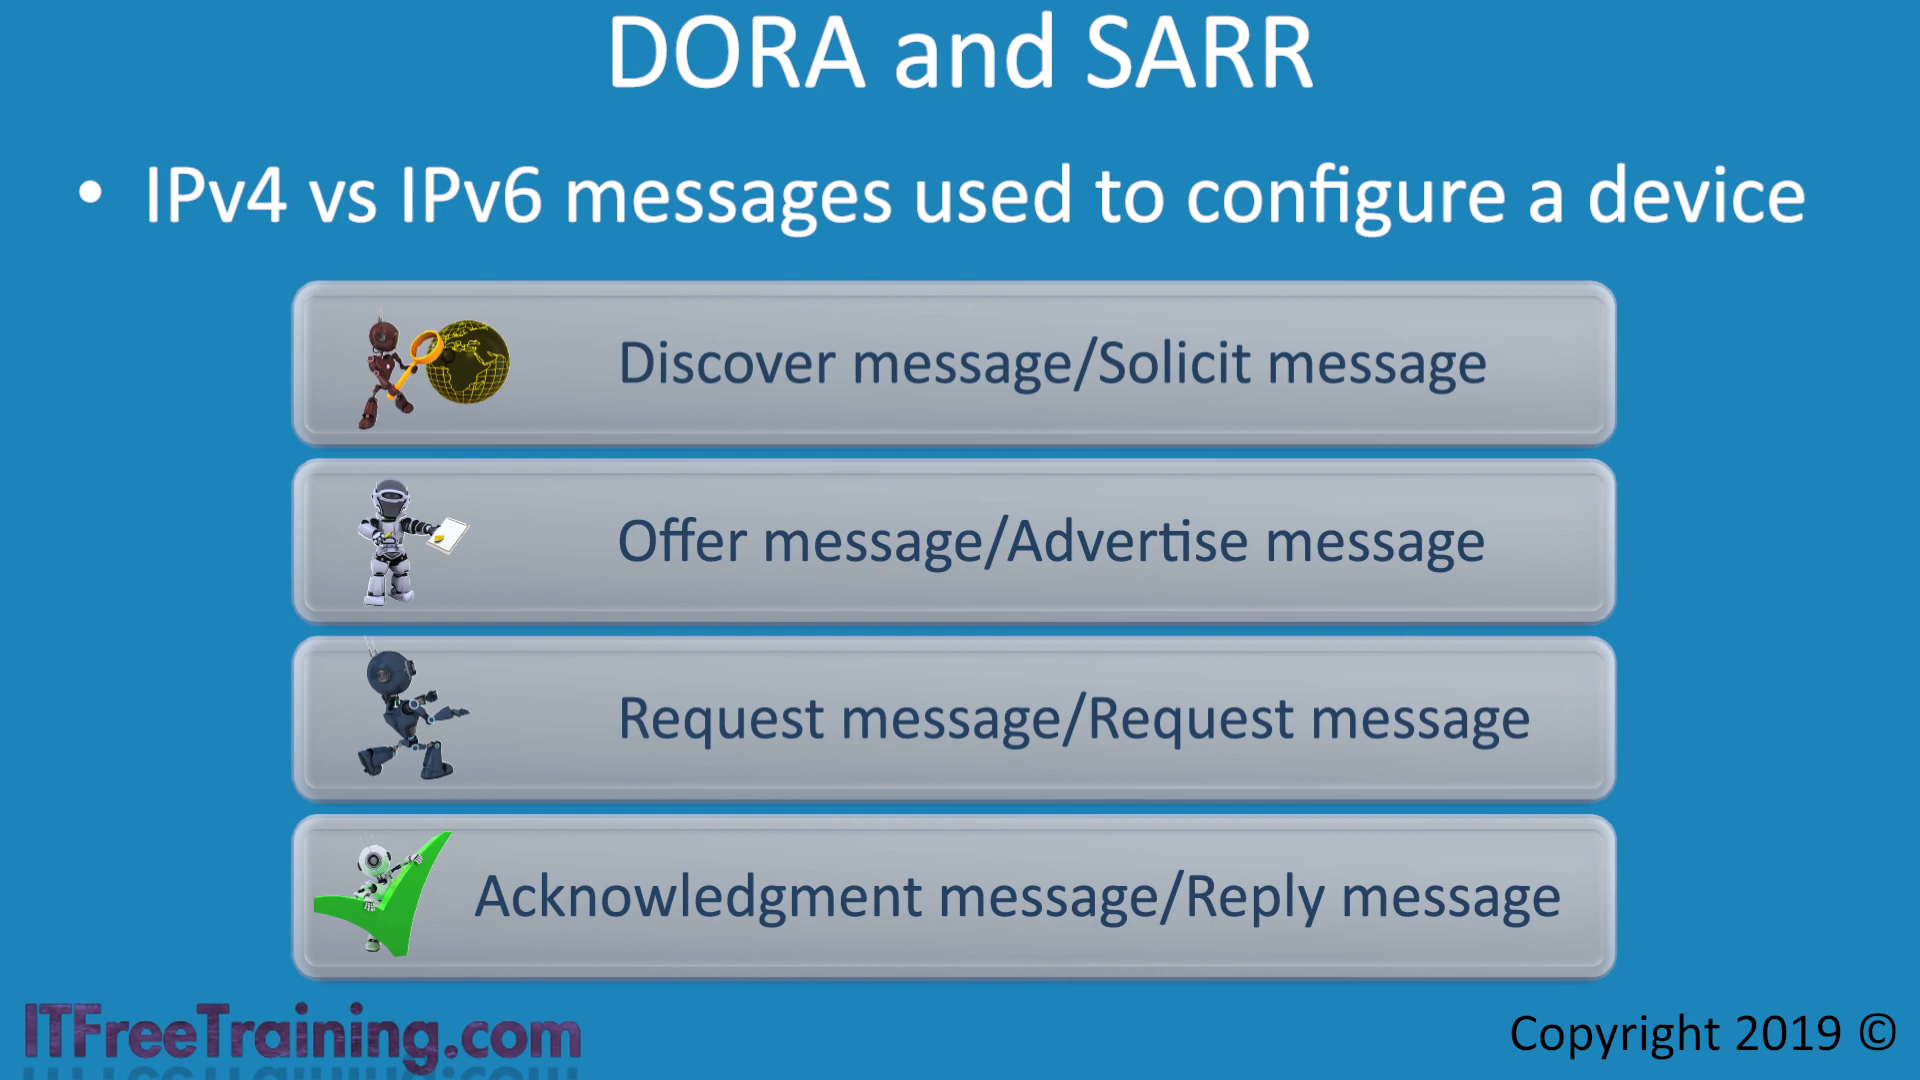 DORA and SARR
• IPv4 vs IPv6 messages used to configure a device
Discover message/Solicit message
Offer message/Advertise message
Request message/Request message
Acknowledgment message/Reply message
ITFreeTraining.com
Copyright 2019 ©